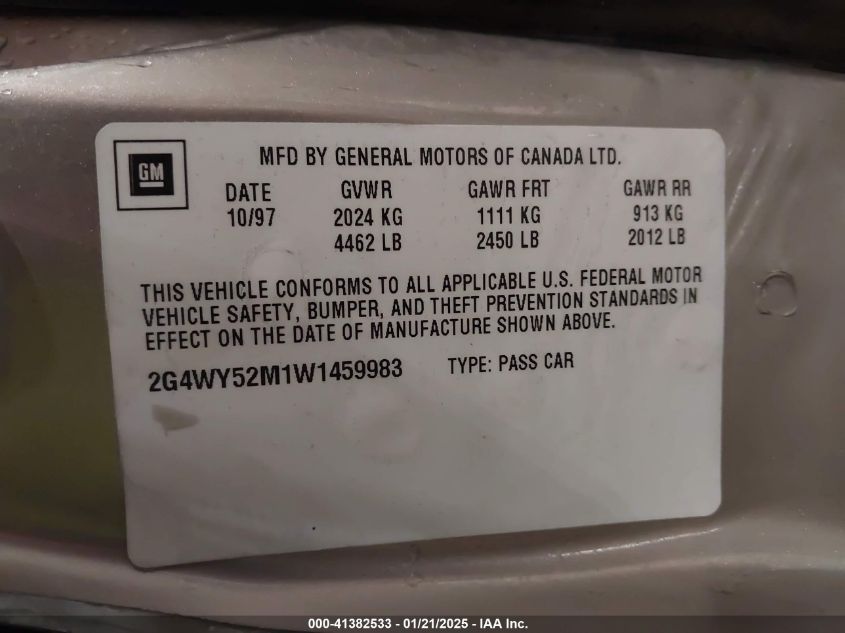 GM
MFD BY GENERAL MOTORS OF CANADA LTD.
DATE GVWR GAWR FRT GAWR RR
10/97 2024 KG 1111 KG 913 KG
4462 LB 2450 LB 2012 LB
THIS VEHICLE CONFORMS TO ALL APPLICABLE U.S. FEDERAL MOTOR
VEHICLE SAFETY, BUMPER, AND THEFT PREVENTION STANDARDS IN
EFFECT ON THE DATE OF MANUFACTURE SHOWN ABOVE.
2G4WY52M1W1459983 TYPE: PASS CAR
000-41382533 - 01/21/2025 - IAA Inc.